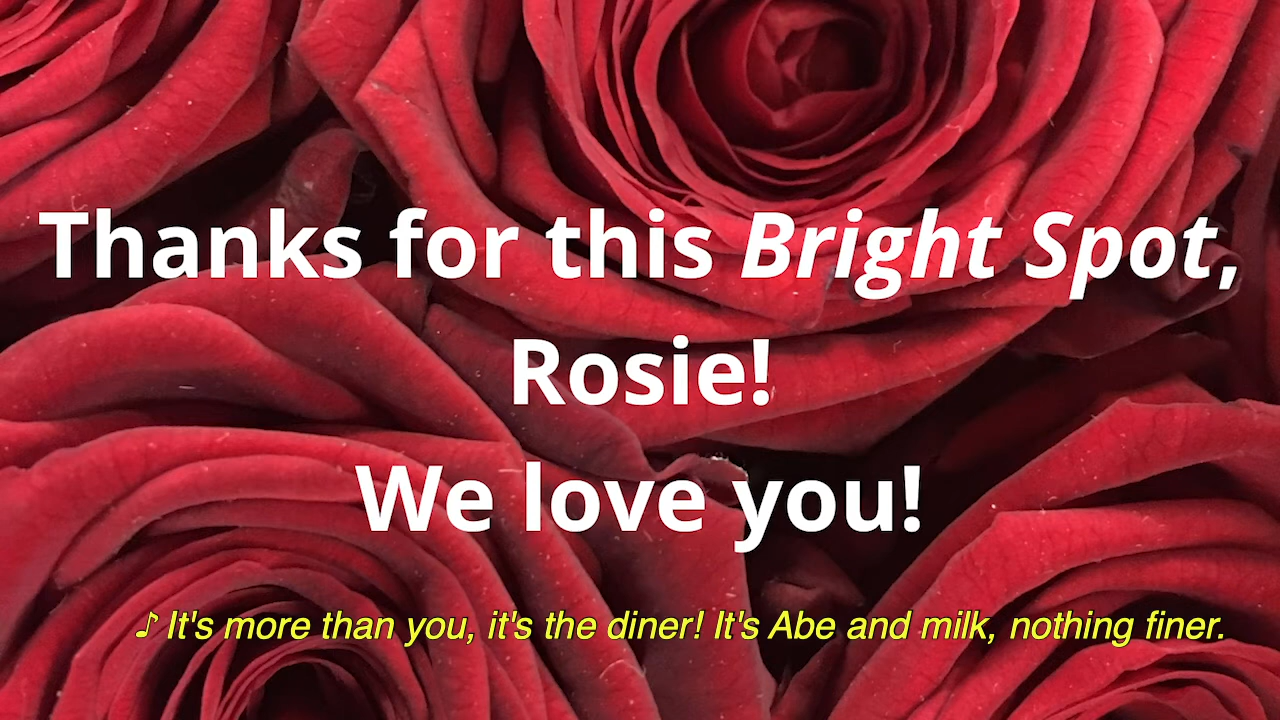 Thanks for this Bright Spot,
Rosie!
We love you!
♪ It's more than you, it's the diner! It's Abe and milk, nothing finer.